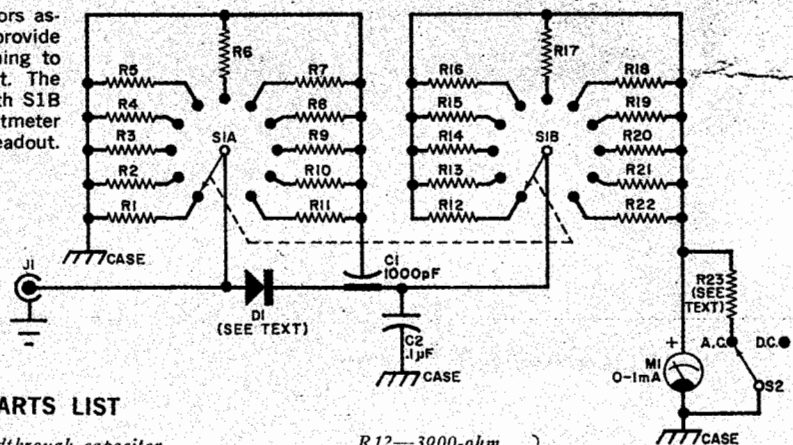 ors as-
provide
ning to
t. The
th S1B
tmeter
eadout.
R6
R17
R5
R7
R16
R18
R4
R8
R15
R19
R3
S1A
R9
R14
S1B
R20
R2
R10
R13
R21
R1
R11
R12
R22
CASE
J1
C1
1000pF
D1
(SEE TEXT)
C2
.1µF
CASE
R23
(SEE
TEXT)
A.C.
D.C.
+
M1
0-1mA
S2
CASE
ARTS LIST
dthrough capacitor
R12—3900-ohm